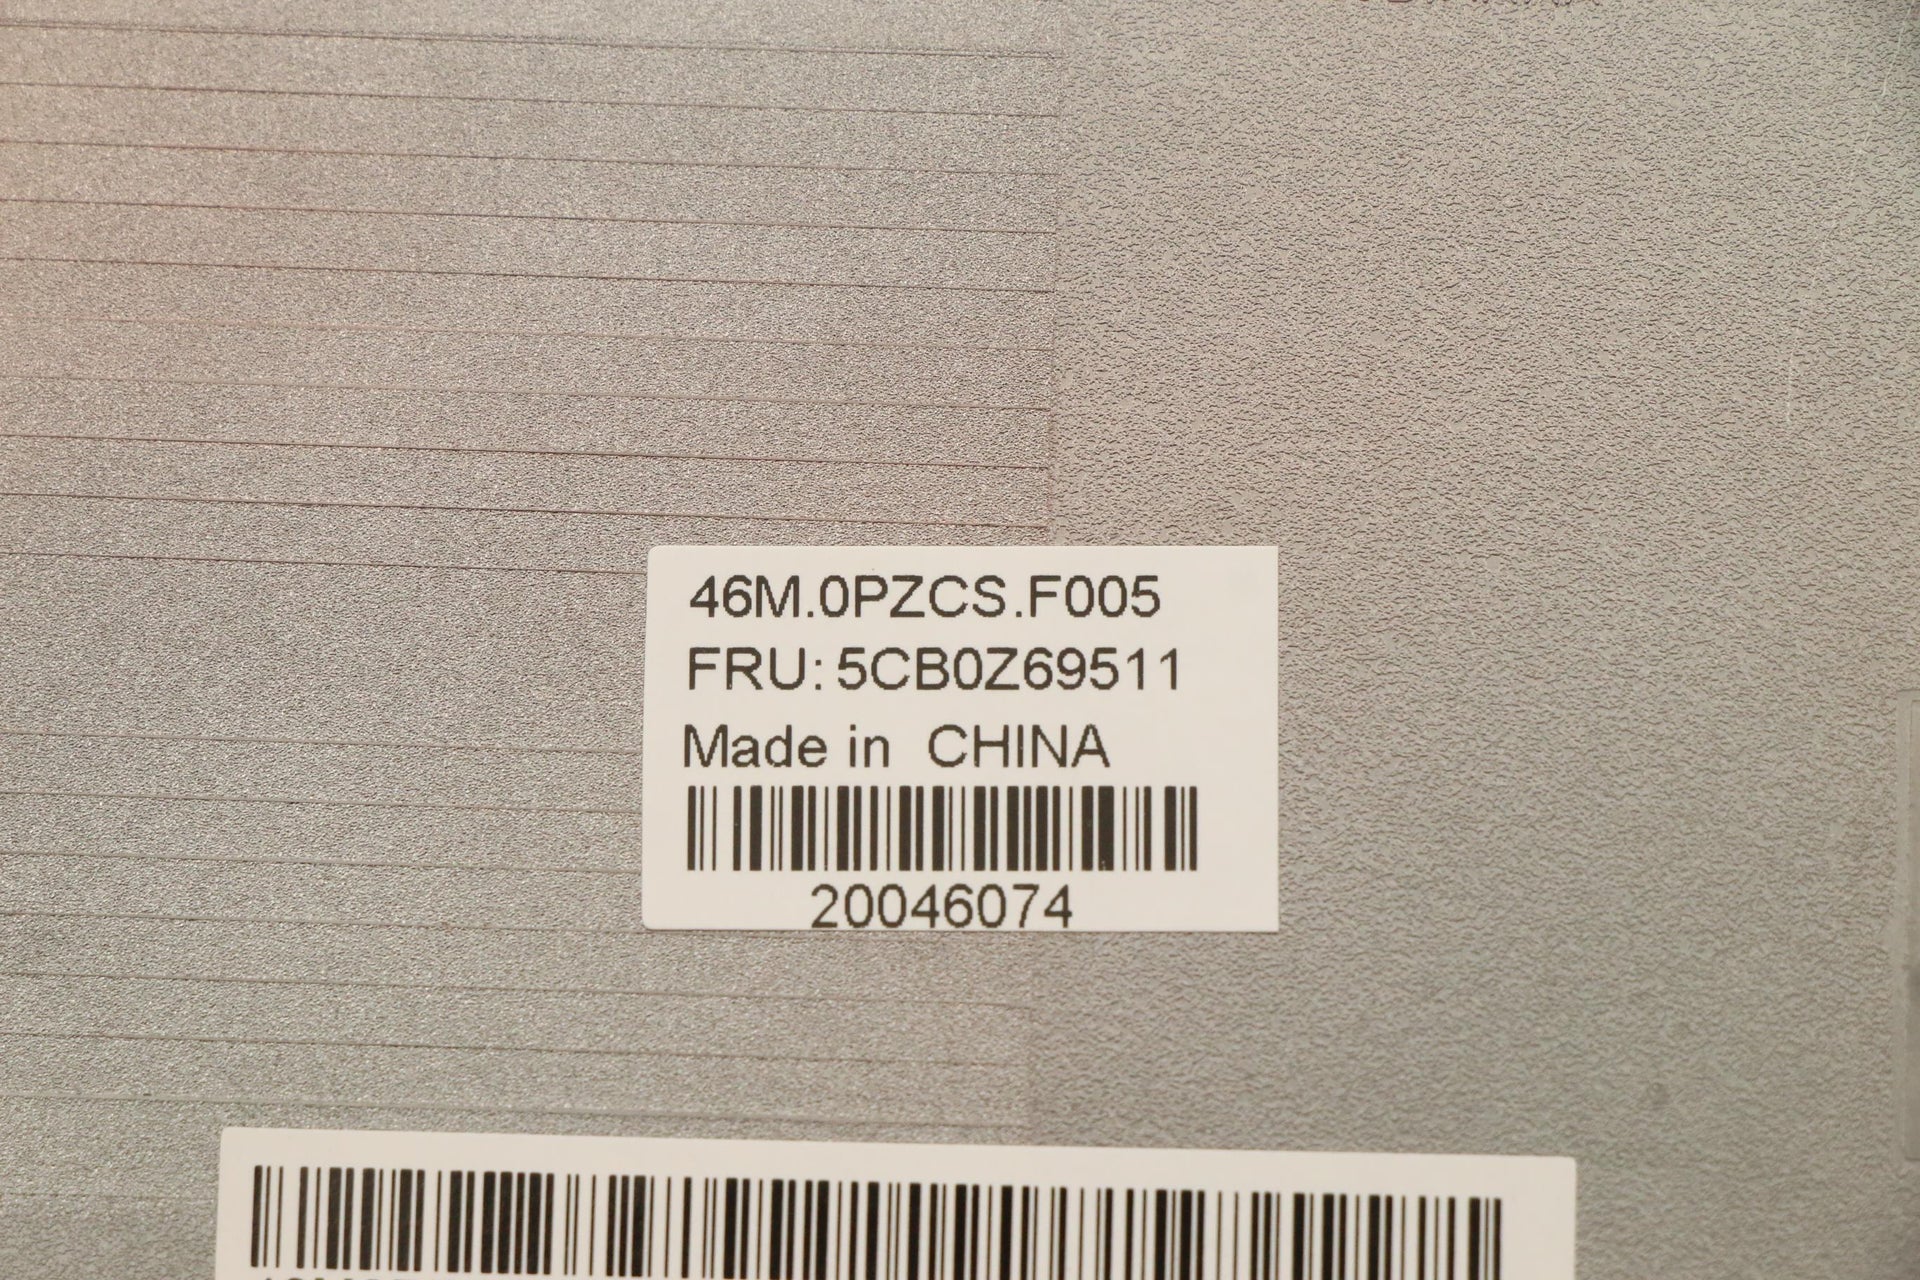 46M.0PZCS.F005
FRU: 5CB0Z69511
Made in CHINA
20046074